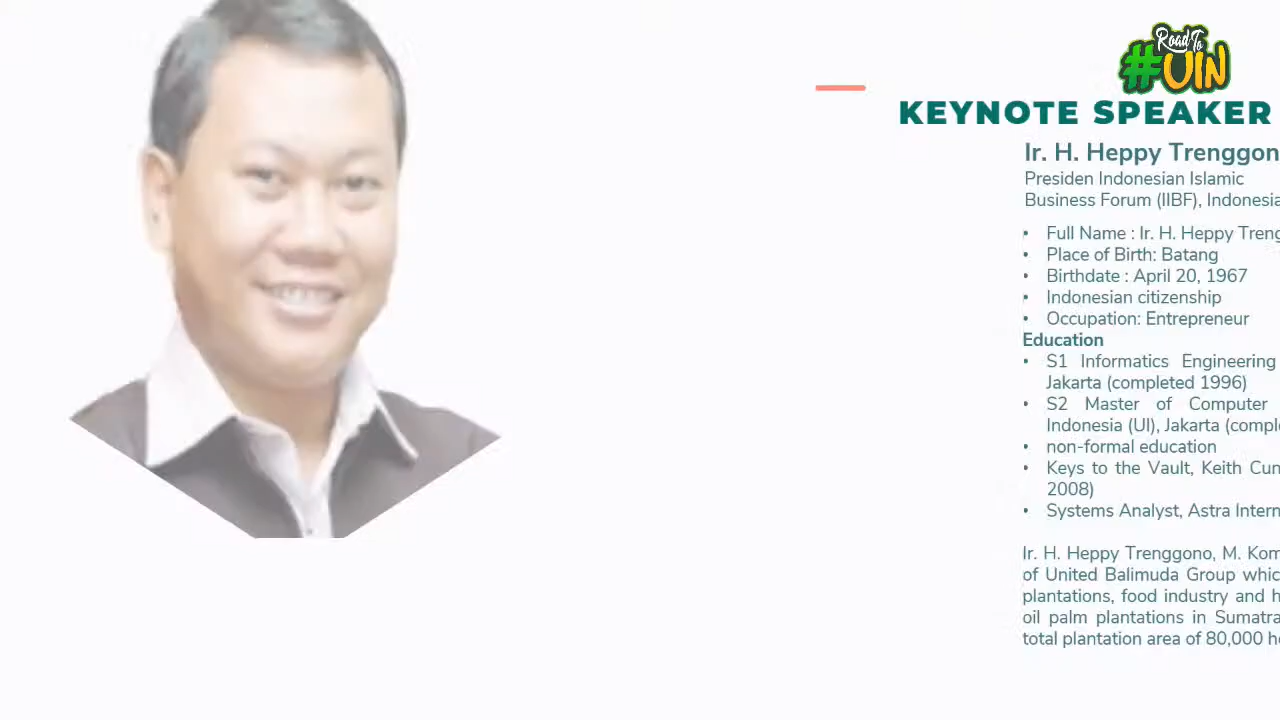 Road To
#UIN
KEYNOTE SPEAKER
Ir. H. Heppy Trenggon
Presiden Indonesian Islamic
Business Forum (IIBF), Indonesia
• Full Name : Ir. H. Heppy Treng
• Place of Birth: Batang
• Birthdate : April 20, 1967
• Indonesian citizenship
• Occupation: Entrepreneur
Education
• S1 Informatics Engineering
Jakarta (completed 1996)
• S2 Master of Computer
Indonesia (UI), Jakarta (comple
• non-formal education
• Keys to the Vault, Keith Cun
2008)
• Systems Analyst, Astra Intern
Ir. H. Heppy Trenggono, M. Kom
of United Balimuda Group whic
plantations, food industry and h
oil palm plantations in Sumatra
total plantation area of 80,000 he